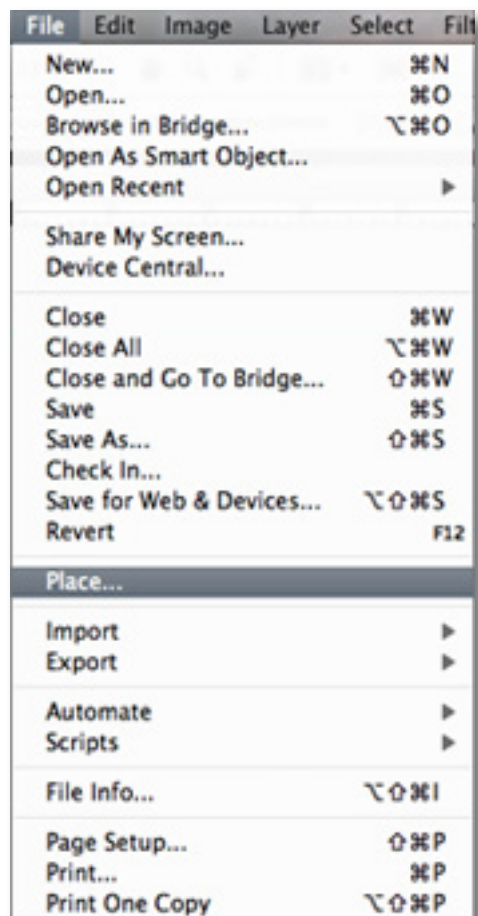 File Edit Image Layer Select Filt
New... ⌘N
Open... ⌘O
Browse in Bridge... ⌥⌘O
Open As Smart Object...
Open Recent ▶
Share My Screen...
Device Central...
Close ⌘W
Close All ⌥⌘W
Close and Go To Bridge... ⇧⌘W
Save ⌘S
Save As... ⇧⌘S
Check In...
Save for Web & Devices... ⌥⇧⌘S
Revert F12
Place...
Import ▶
Export ▶
Automate ▶
Scripts ▶
File Info... ⌥⇧⌘I
Page Setup... ⇧⌘P
Print... ⌘P
Print One Copy ⌥⇧⌘P